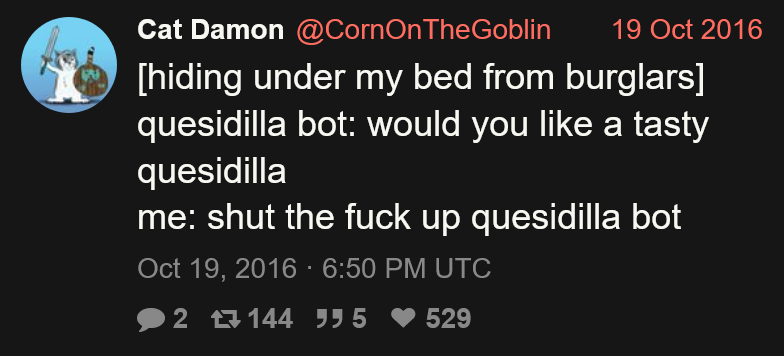 Cat Damon @CornOnTheGoblin 19 Oct 2016
[hiding under my bed from burglars]
quesidilla bot: would you like a tasty
quesidilla
me: shut the fuck up quesidilla bot
Oct 19, 2016 · 6:50 PM UTC
2 144 5 529